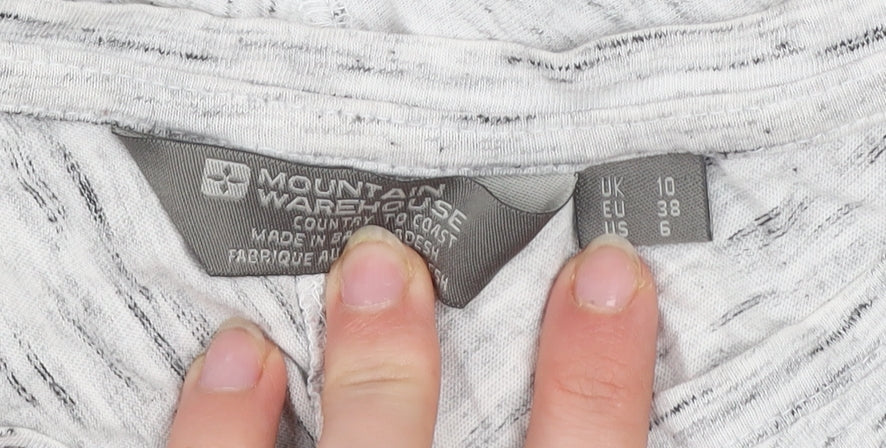 MOUNTAIN
WAREHOUSE
COUNTRY TO COAST
MADE IN
FABRIQUE AU
UK 10
EU 38
US 6